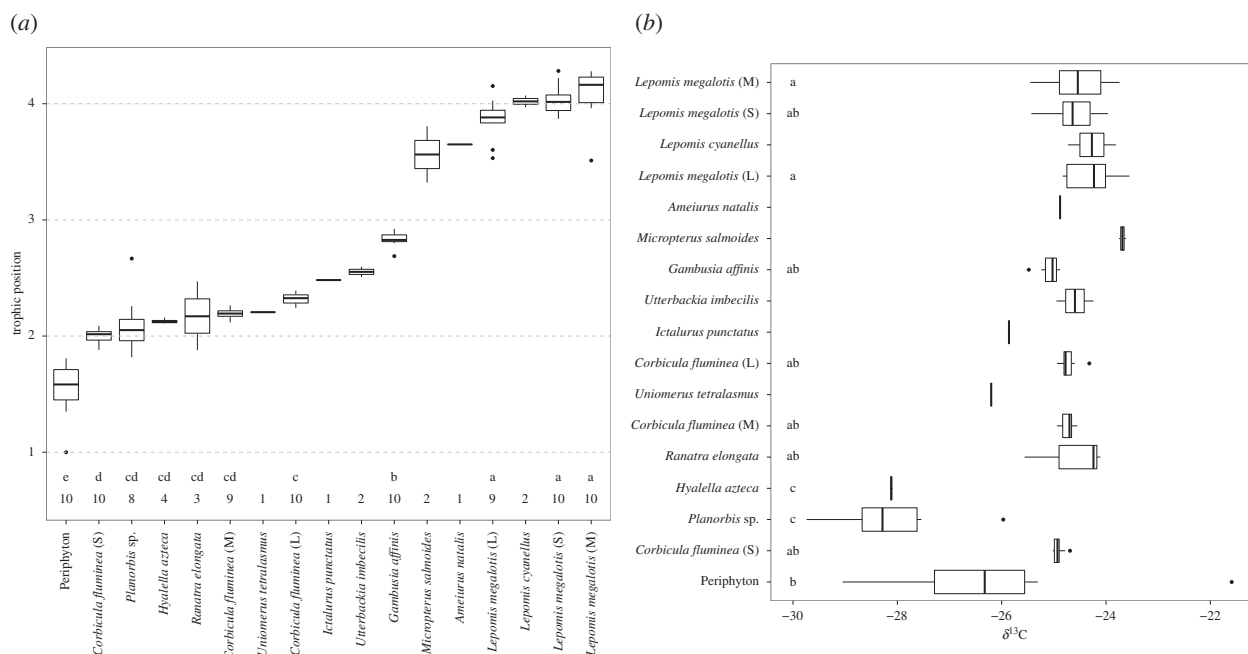 (a)
trophic position
4
3
2
1
e d cd cd cd cd c b a a a
10 10 8 4 3 9 1 10 1 2 10 2 1 9 2 10 10
Periphyton
Corbicula fluminea (S)
Planorbis sp.
Hyalella azteca
Ranatra elongata
Corbicula fluminea (M)
Uniomerus tetralasmus
Corbicula fluminea (L)
Ictalurus punctatus
Utterbackia imbecilis
Gambusia affinis
Micropterus salmoides
Ameiurus natalis
Lepomis megalotis (L)
Lepomis cyanellus
Lepomis megalotis (S)
Lepomis megalotis (M)
(b)
Lepomis megalotis (M) a
Lepomis megalotis (S) ab
Lepomis cyanellus
Lepomis megalotis (L) a
Ameiurus natalis
Micropterus salmoides
Gambusia affinis ab
Utterbackia imbecilis
Ictalurus punctatus
Corbicula fluminea (L) ab
Uniomerus tetralasmus
Corbicula fluminea (M) ab
Ranatra elongata ab
Hyalella azteca c
Planorbis sp. c
Corbicula fluminea (S) ab
Periphyton b
−30 −28 −26 −24 −22
δ¹³C